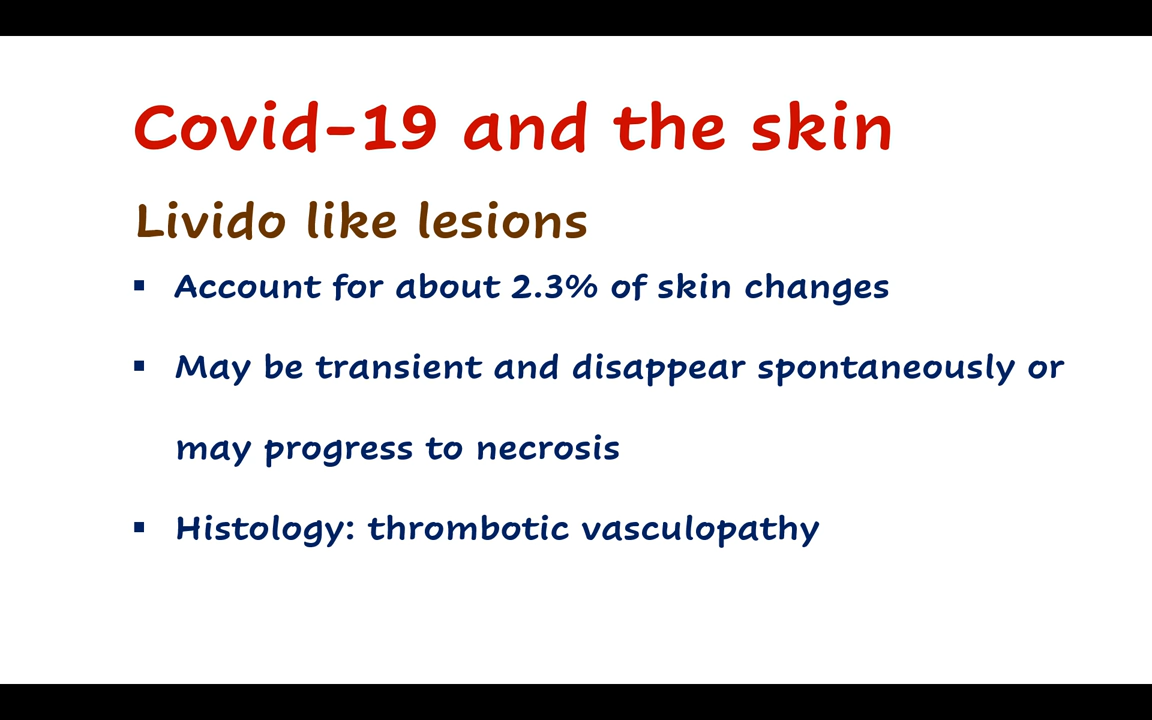 Covid-19 and the skin
Livido like lesions
▪ Account for about 2.3% of skin changes
▪ May be transient and disappear spontaneously or
may progress to necrosis
▪ Histology: thrombotic vasculopathy